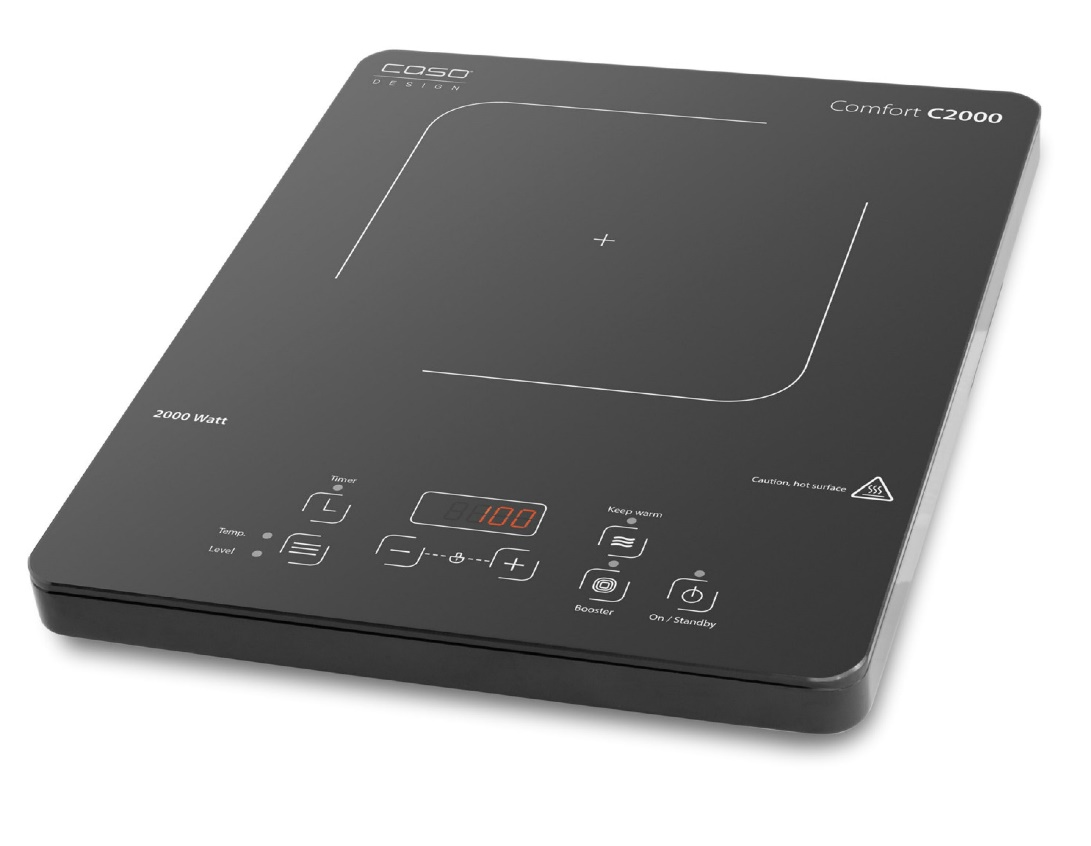 caso
DESIGN
Comfort C2000
2000 Watt
Caution, hot surface
Timer
100
Keep warm
Temp.
Level
Booster
On / Standby